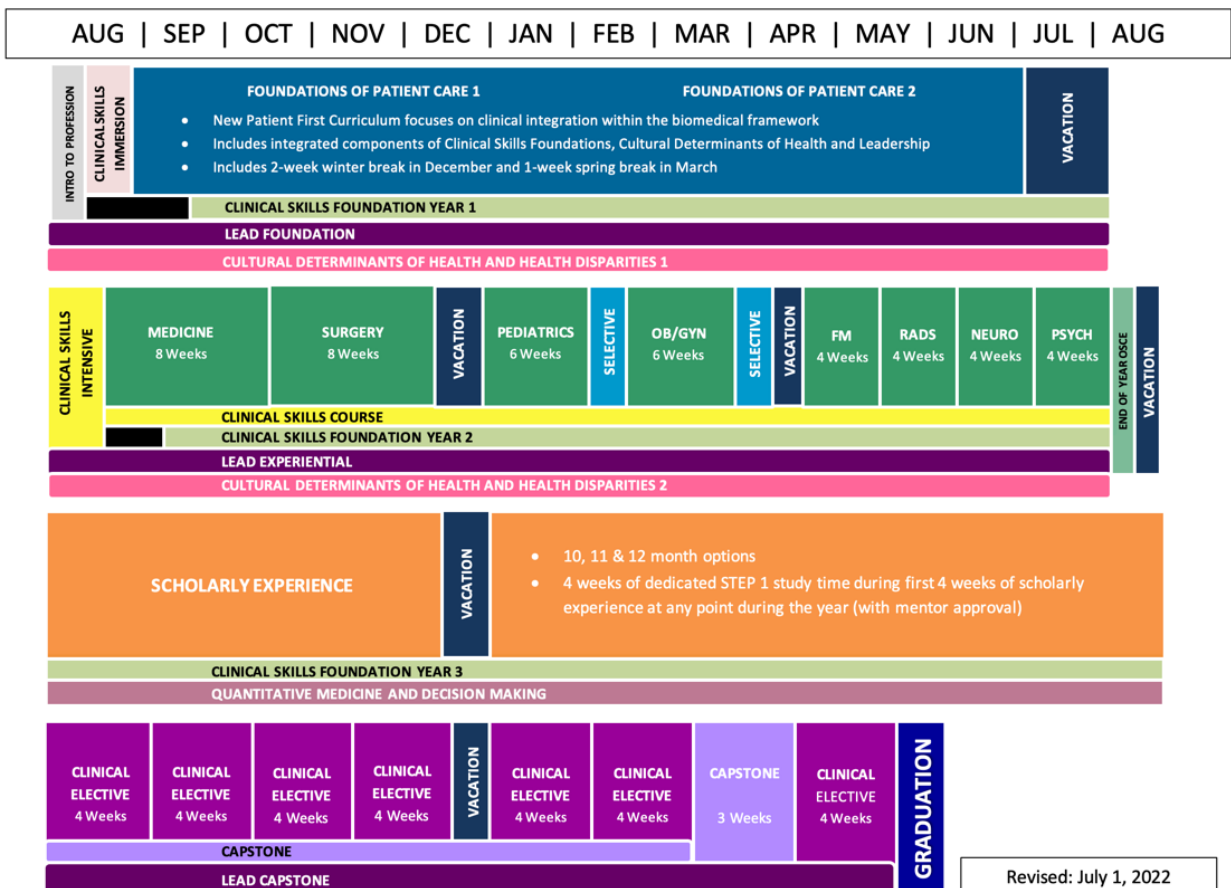 AUG | SEP | OCT | NOV | DEC | JAN | FEB | MAR | APR | MAY | JUN | JUL | AUG
INTRO TO PROFESSION
CLINICAL SKILLS
IMMERSION
FOUNDATIONS OF PATIENT CARE 1
FOUNDATIONS OF PATIENT CARE 2
• New Patient First Curriculum focuses on clinical integration within the biomedical framework
• Includes integrated components of Clinical Skills Foundations, Cultural Determinants of Health and Leadership
• Includes 2-week winter break in December and 1-week spring break in March
VACATION
CLINICAL SKILLS FOUNDATION YEAR 1
LEAD FOUNDATION
CULTURAL DETERMINANTS OF HEALTH AND HEALTH DISPARITIES 1
CLINICAL SKILLS
INTENSIVE
MEDICINE
8 Weeks
SURGERY
8 Weeks
VACATION
PEDIATRICS
6 Weeks
SELECTIVE
OB/GYN
6 Weeks
SELECTIVE
VACATION
FM
4 Weeks
RADS
4 Weeks
NEURO
4 Weeks
PSYCH
4 Weeks
END OF YEAR OSCE
VACATION
CLINICAL SKILLS COURSE
CLINICAL SKILLS FOUNDATION YEAR 2
LEAD EXPERIENTIAL
CULTURAL DETERMINANTS OF HEALTH AND HEALTH DISPARITIES 2
SCHOLARLY EXPERIENCE
VACATION
• 10, 11 & 12 month options
• 4 weeks of dedicated STEP 1 study time during first 4 weeks of scholarly
experience at any point during the year (with mentor approval)
CLINICAL SKILLS FOUNDATION YEAR 3
QUANTITATIVE MEDICINE AND DECISION MAKING
CLINICAL
ELECTIVE
4 Weeks
CLINICAL
ELECTIVE
4 Weeks
CLINICAL
ELECTIVE
4 Weeks
CLINICAL
ELECTIVE
4 Weeks
VACATION
CLINICAL
ELECTIVE
4 Weeks
CLINICAL
ELECTIVE
4 Weeks
CAPSTONE
3 Weeks
CLINICAL
ELECTIVE
4 Weeks
GRADUATION
CAPSTONE
LEAD CAPSTONE
Revised: July 1, 2022